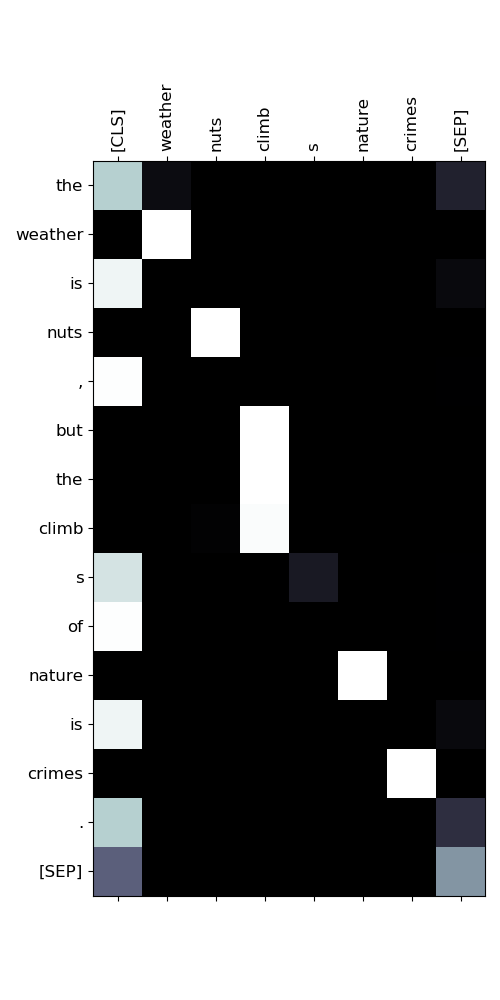 [CLS]
weather
nuts
climb
s
nature
crimes
[SEP]
the
weather
is
nuts
,
but
the
climb
s
of
nature
is
crimes
.
[SEP]